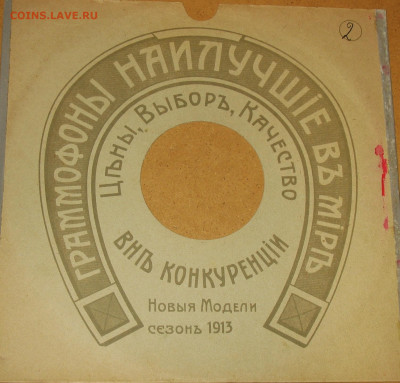 COINS.LAVE.RU
2
ГРАММОФОНЫ НАИЛУЧШІЕ ВЪ МІРѢ
ЦѢНЫ, ВЫБОРЪ, КАЧЕСТВО
ВНѢ КОНКУРЕНЦІИ
НОВЫЯ МОДЕЛИ
СЕЗОНЪ 1913